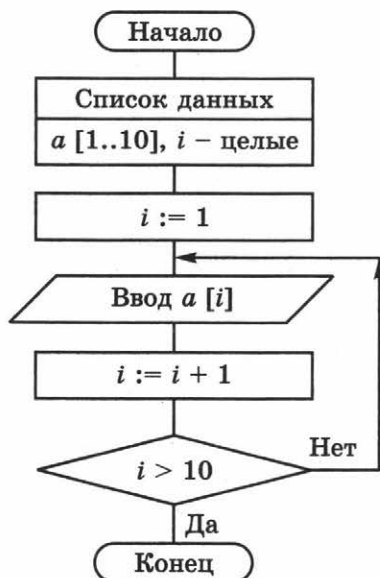 Начало
Список данных
a [1..10], i – целые
i := 1
Ввод a [i]
i := i + 1
i > 10
Нет
Да
Конец